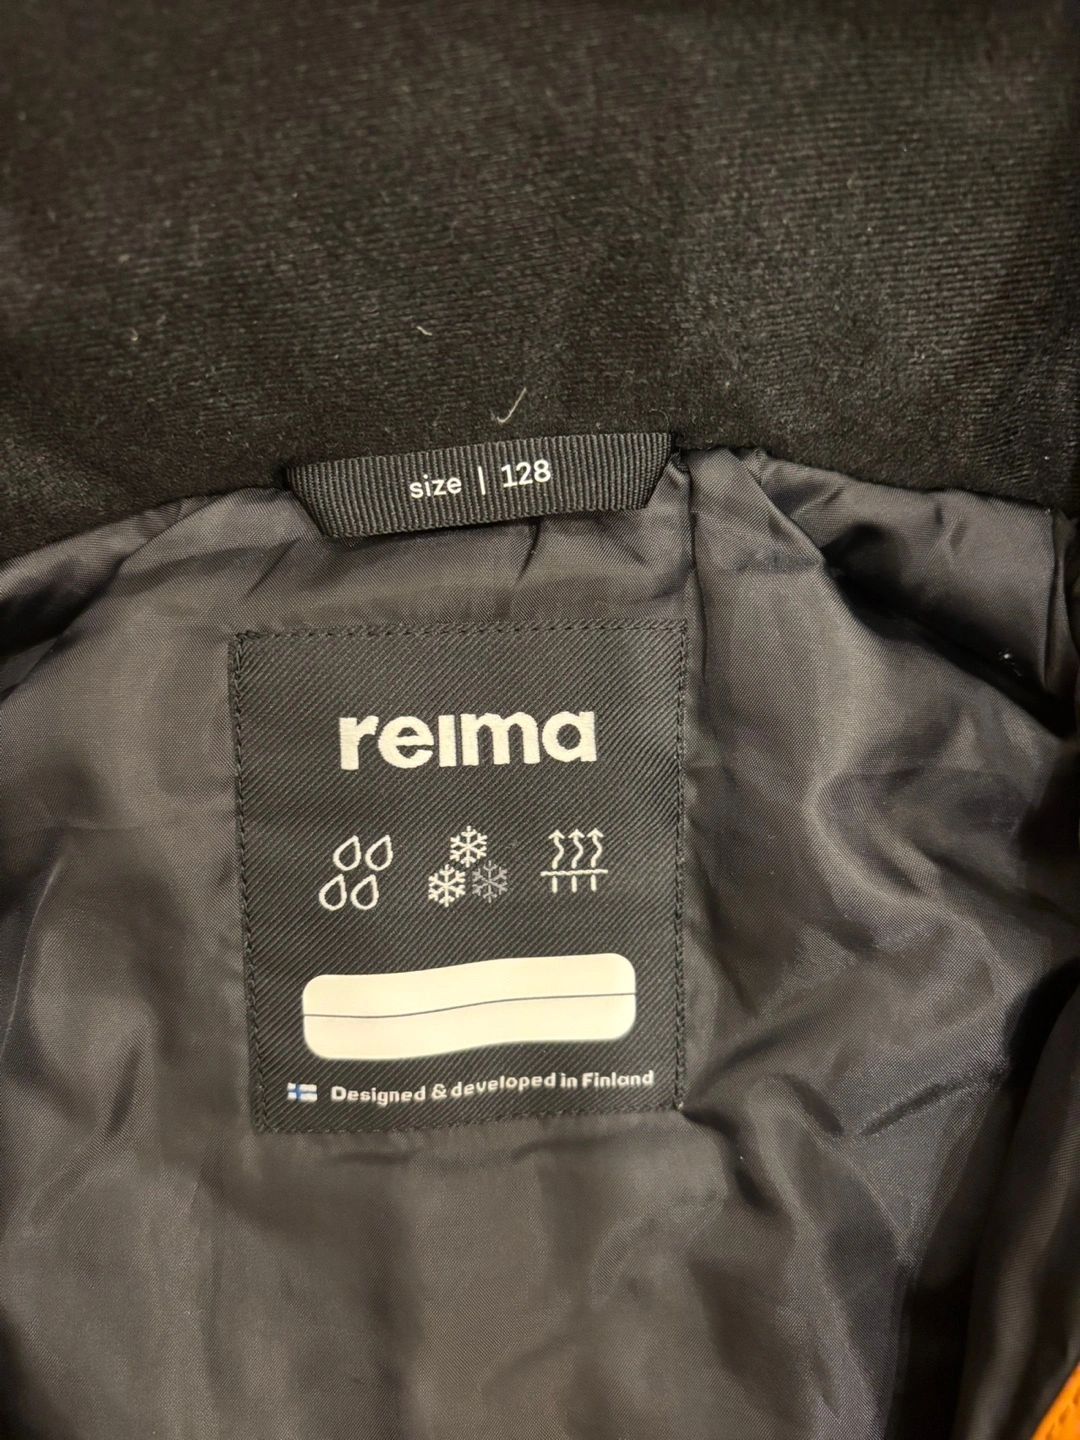 size | 128
reima
Designed & developed in Finland